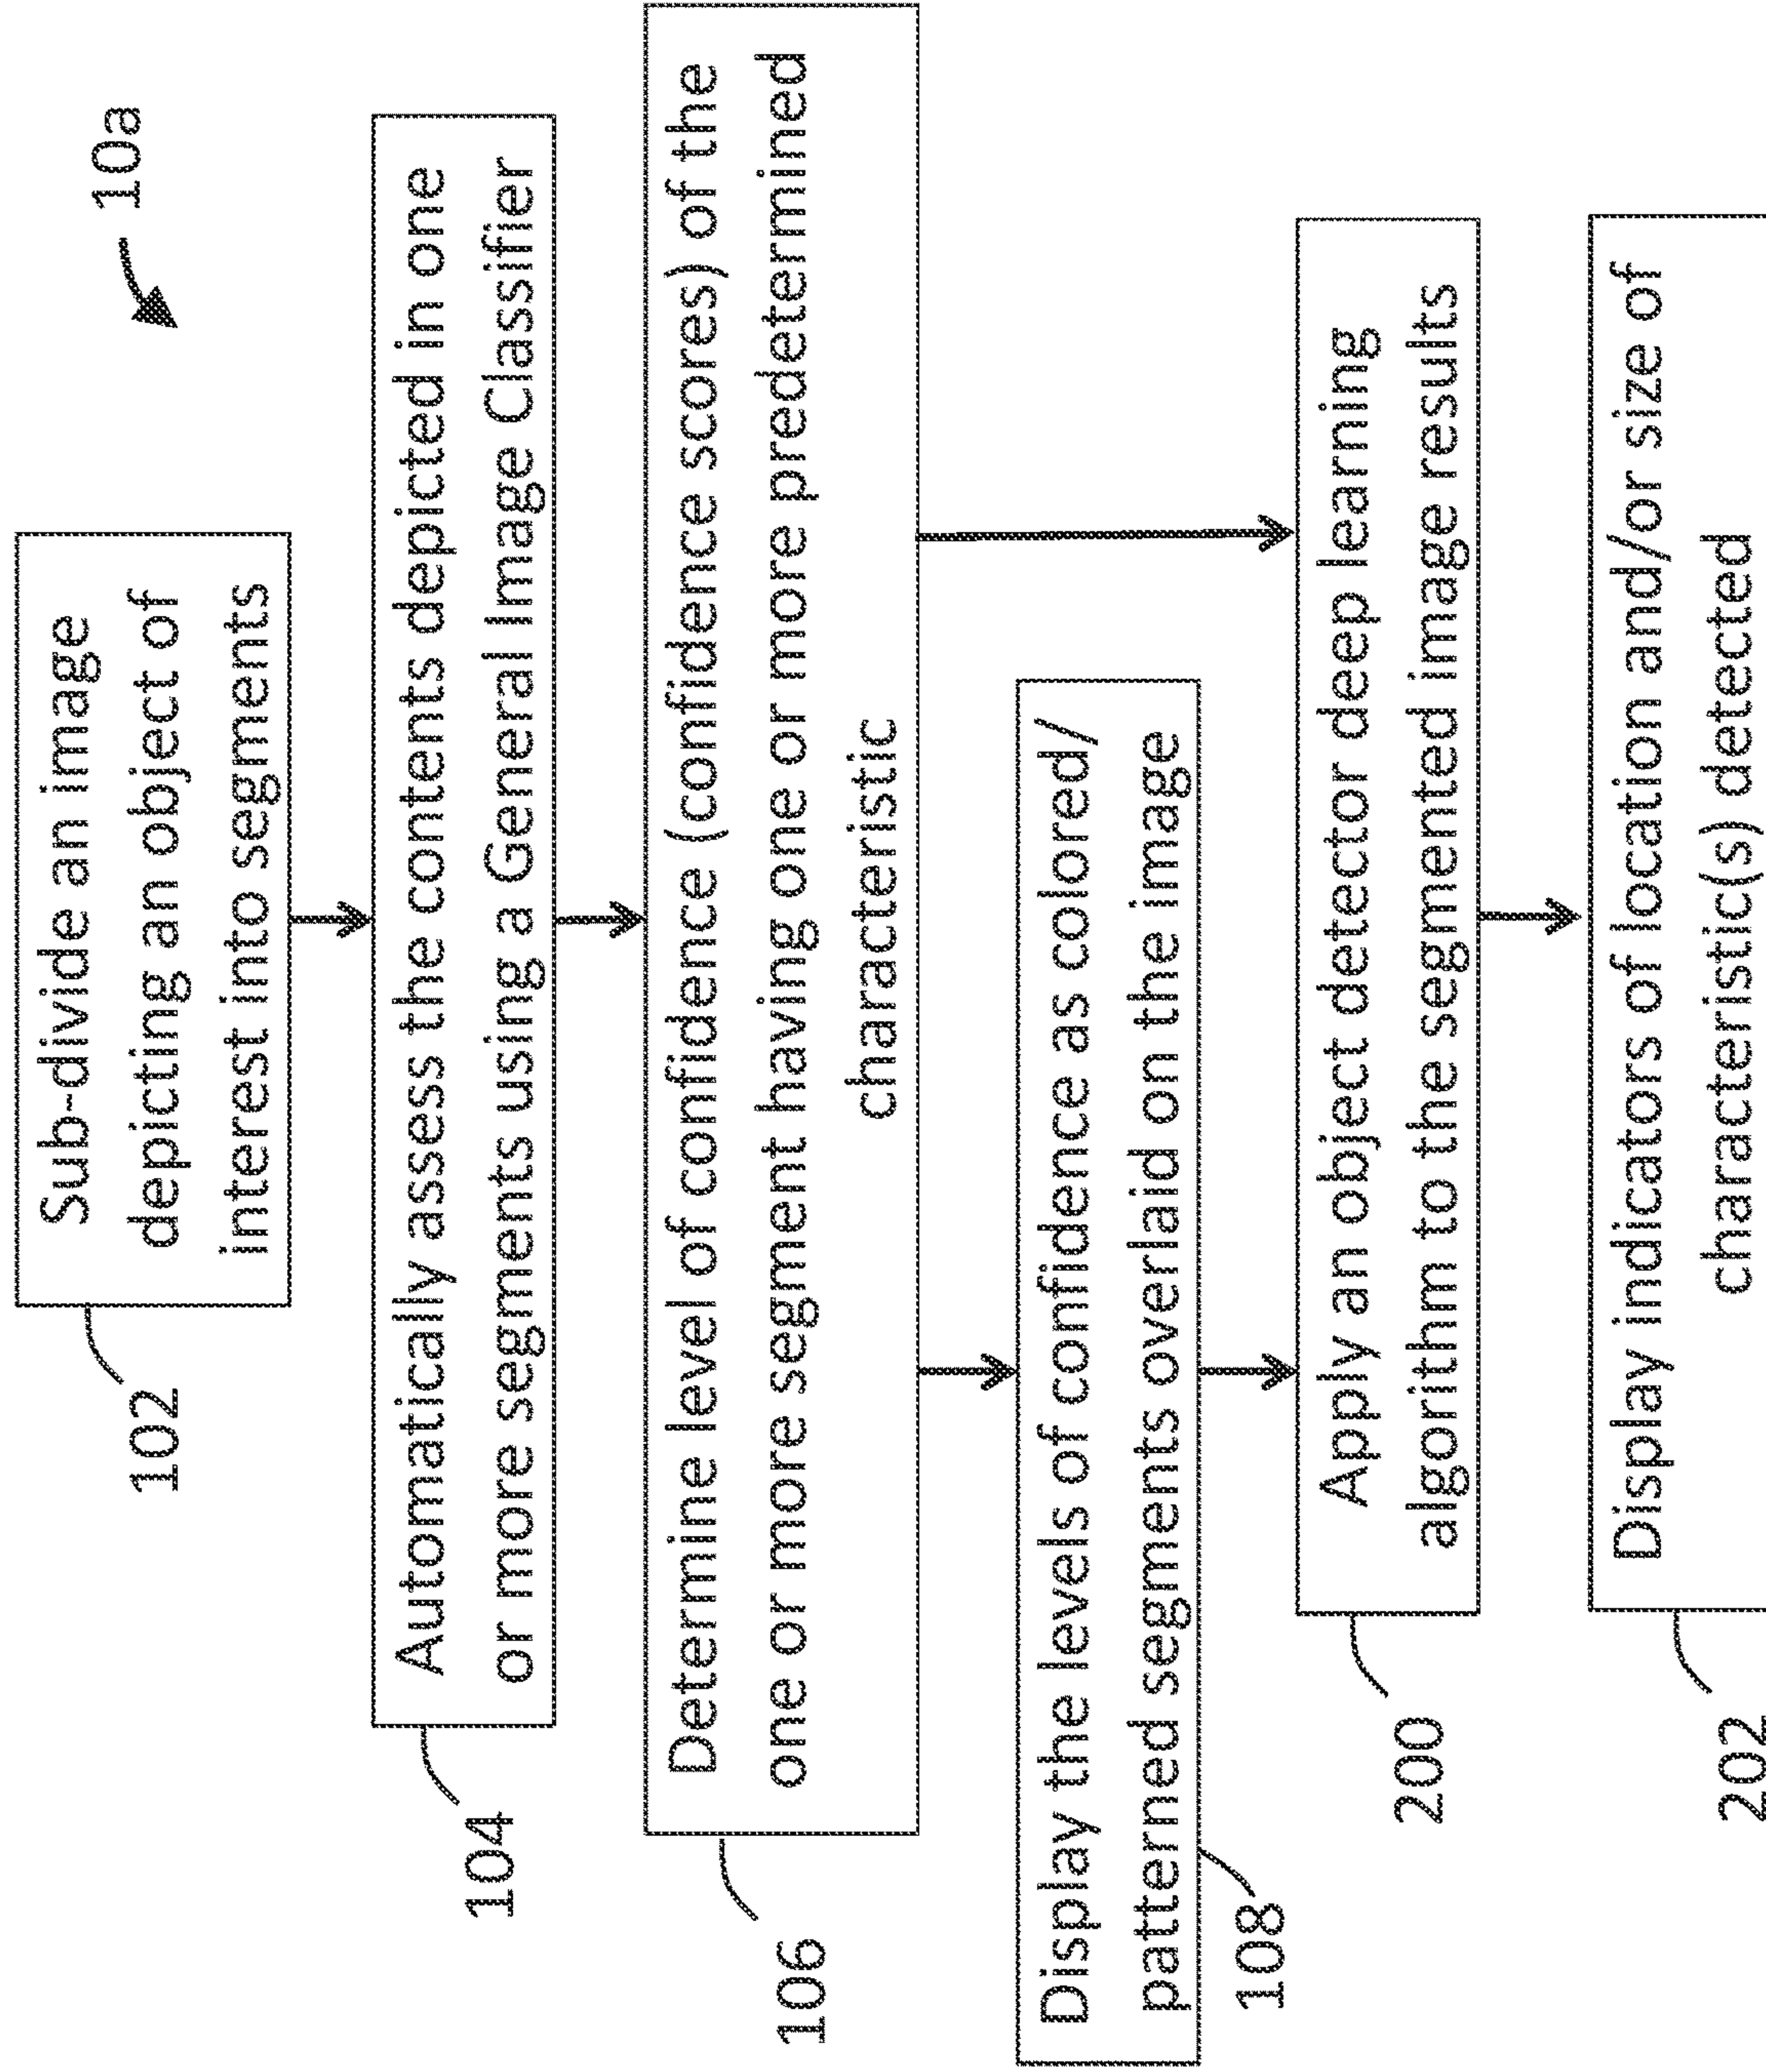 10a
102
Sub-divide an image
depicting an object of
interest into segments
104
Automatically assess the contents depicted in one
or more segments using a General Image Classifier
106
Determine level of confidence (confidence scores) of the
one or more segment having one or more predetermined
characteristic
108
Display the levels of confidence as colored/
patterned segments overlaid on the image
200
Apply an object detector deep learning
algorithm to the segmented image results
202
Display indicators of location and/or size of
characteristic(s) detected